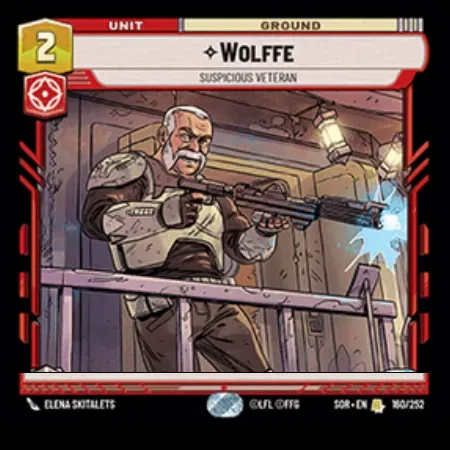 UNIT
GROUND
2
WOLFFE
SUSPICIOUS VETERAN
ELENA SKITALETS
©LFL ©FFG
SOR • EN
160/252